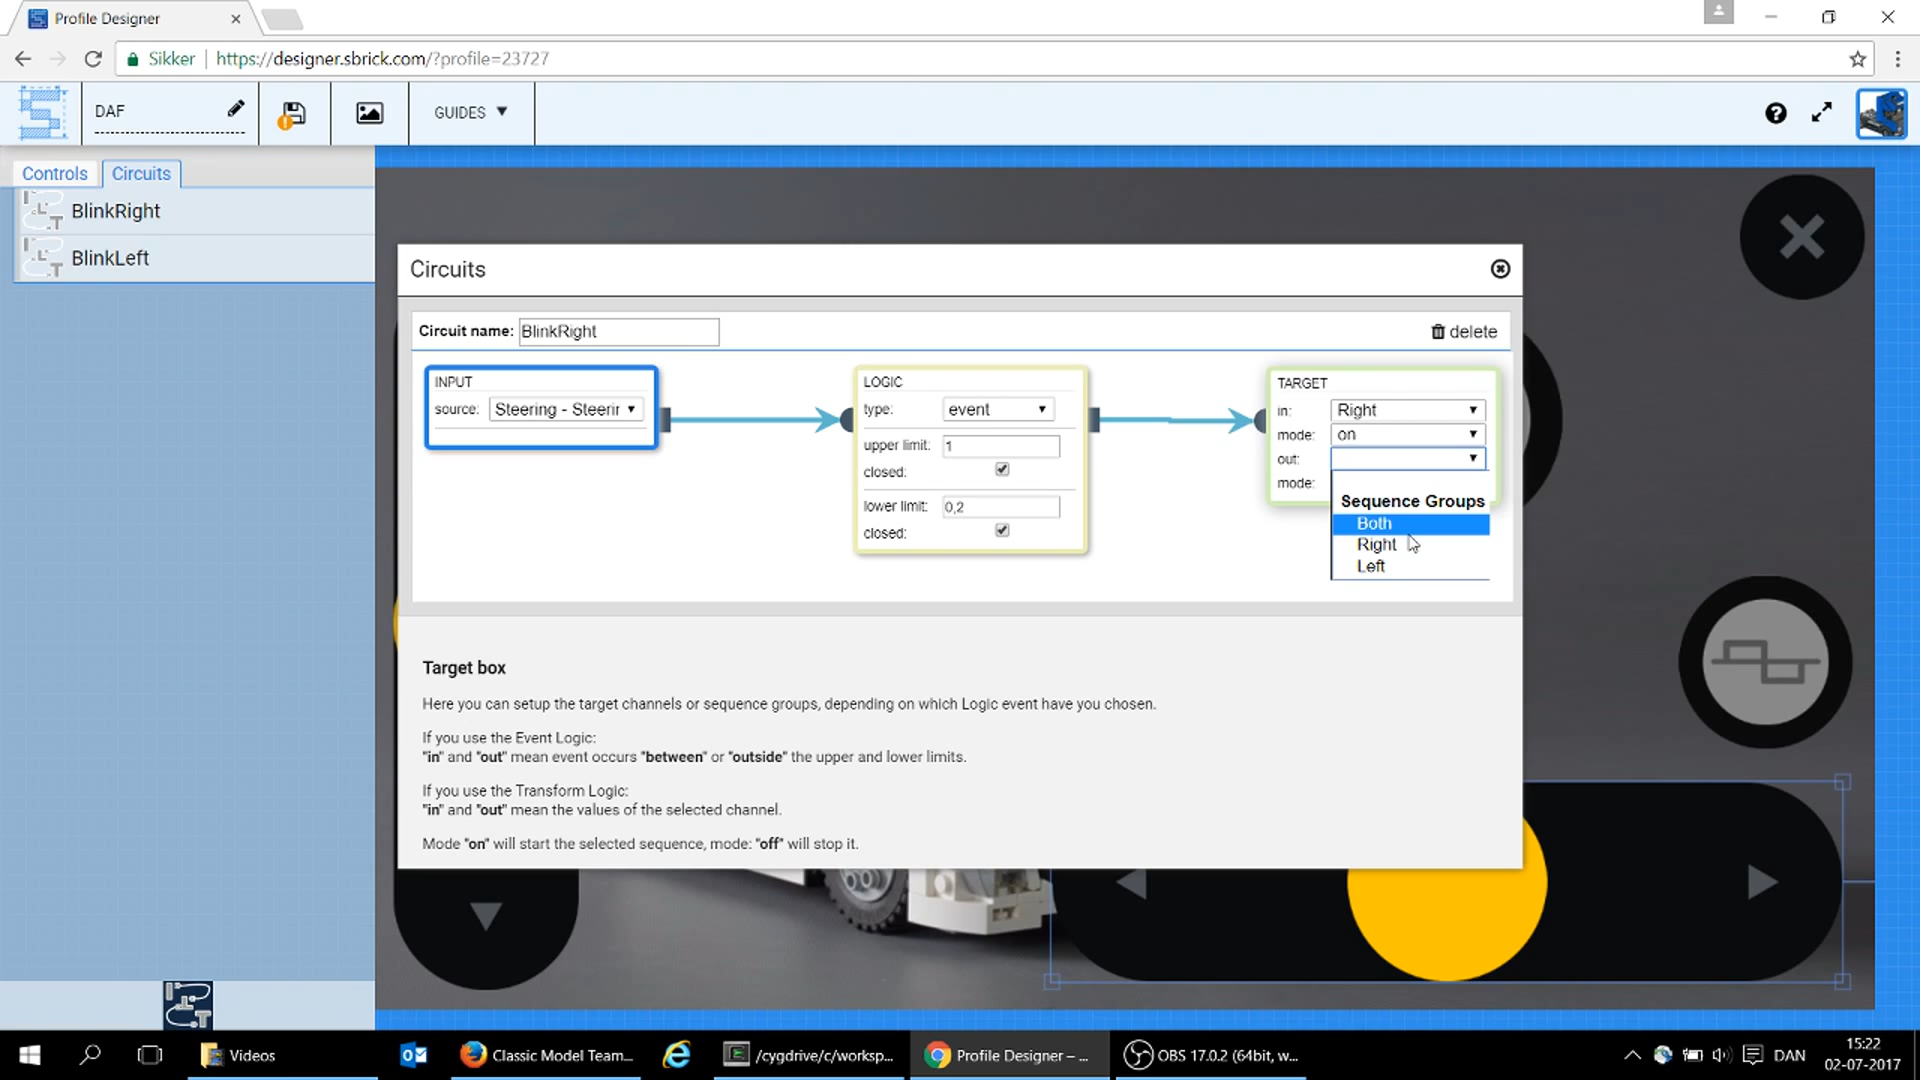 Profile Designer
Sikker
https://designer.sbrick.com/?profile=23727
DAF
GUIDES
Controls
Circuits
BlinkRight
BlinkLeft
Circuits
Circuit name: BlinkRight
delete
INPUT
source: Steering - Steerir
LOGIC
type: event
upper limit: 1
closed:
lower limit: 0,2
closed:
TARGET
in: Right
mode: on
out:
mode:
Sequence Groups
Both
Right
Left
Target box
Here you can setup the target channels or sequence groups, depending on which Logic event have you chosen.
If you use the Event Logic:
"in" and "out" mean event occurs "between" or "outside" the upper and lower limits.
If you use the Transform Logic:
"in" and "out" mean the values of the selected channel.
Mode "on" will start the selected sequence, mode: "off" will stop it.
Videos
Classic Model Team...
/cygdrive/c/worksp...
Profile Designer – ...
OBS 17.0.2 (64bit, w...
DAN
15:22
02-07-2017